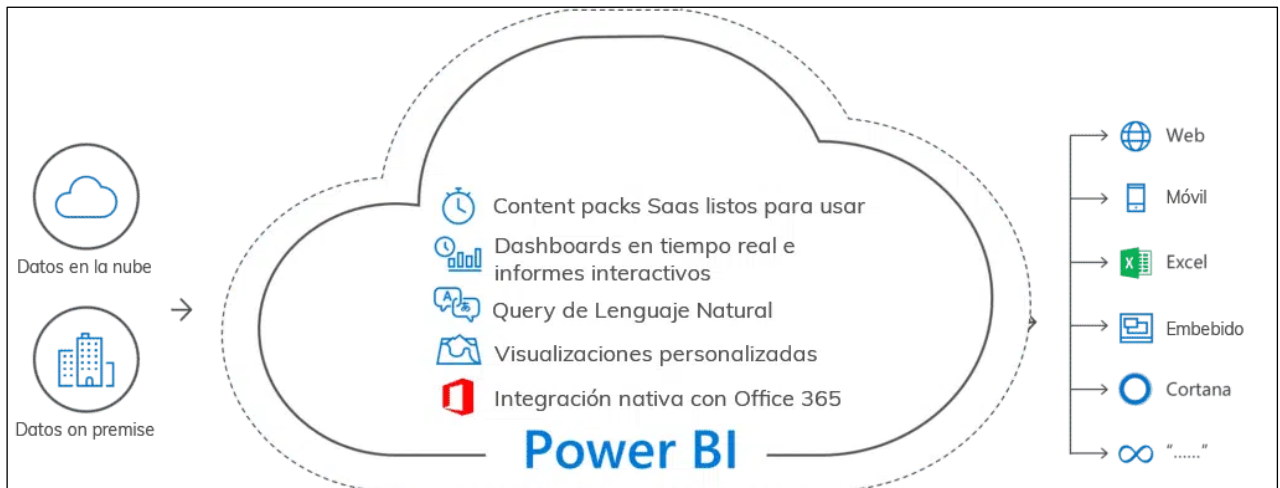 Datos en la nube
Datos on premise
Content packs Saas listos para usar
Dashboards en tiempo real e
informes interactivos
Query de Lenguaje Natural
Visualizaciones personalizadas
Integración nativa con Office 365
Power BI
Web
Móvil
Excel
Embebido
Cortana
“......”